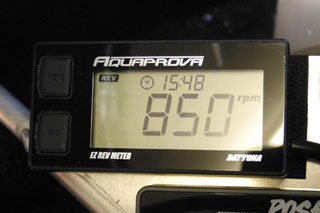 AQUAPROVA
REV 15:48
850 rpm
EZ REV METER DAYTONA